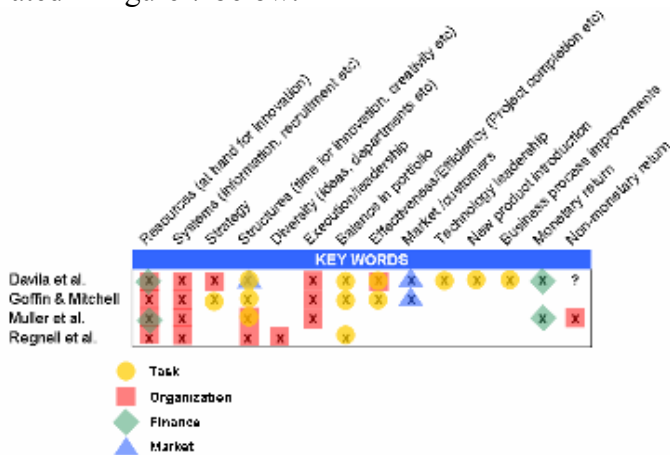 Resources (at hand for innovation)
Systems (information, recruitment etc)
Strategy
Structures (time for innovation, creativity etc)
Diversity (ideas, departments etc)
Execution/leadership
Balance in portfolio
Effectiveness/Efficiency (Project completion etc)
Market /customers
Technology leadership
New product introduction
Business process improvements
Monetary return
Non-monetary return
KEY WORDS
Davila et al. x x x x x x x x x x x x ?
Goffin & Mitchell x x x x x x x x
Muller et al. x x x x x x
Regnell et al. x x x x x
Task
Organization
Finance
Market